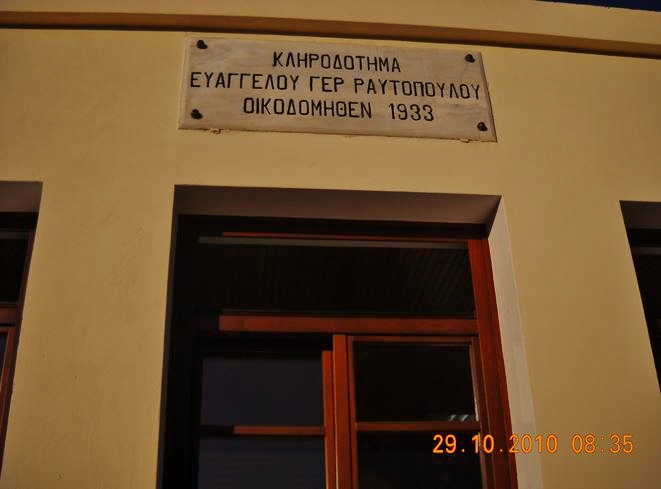 ΚΛΗΡΟΔΟΤΗΜΑ
ΕΥΑΓΓΕΛΟΥ ΓΕΡ ΡΑΥΤΟΠΟΥΛΟΥ
ΟΙΚΟΔΟΜΗΘΕΝ 1933
29.10.2010 08:35